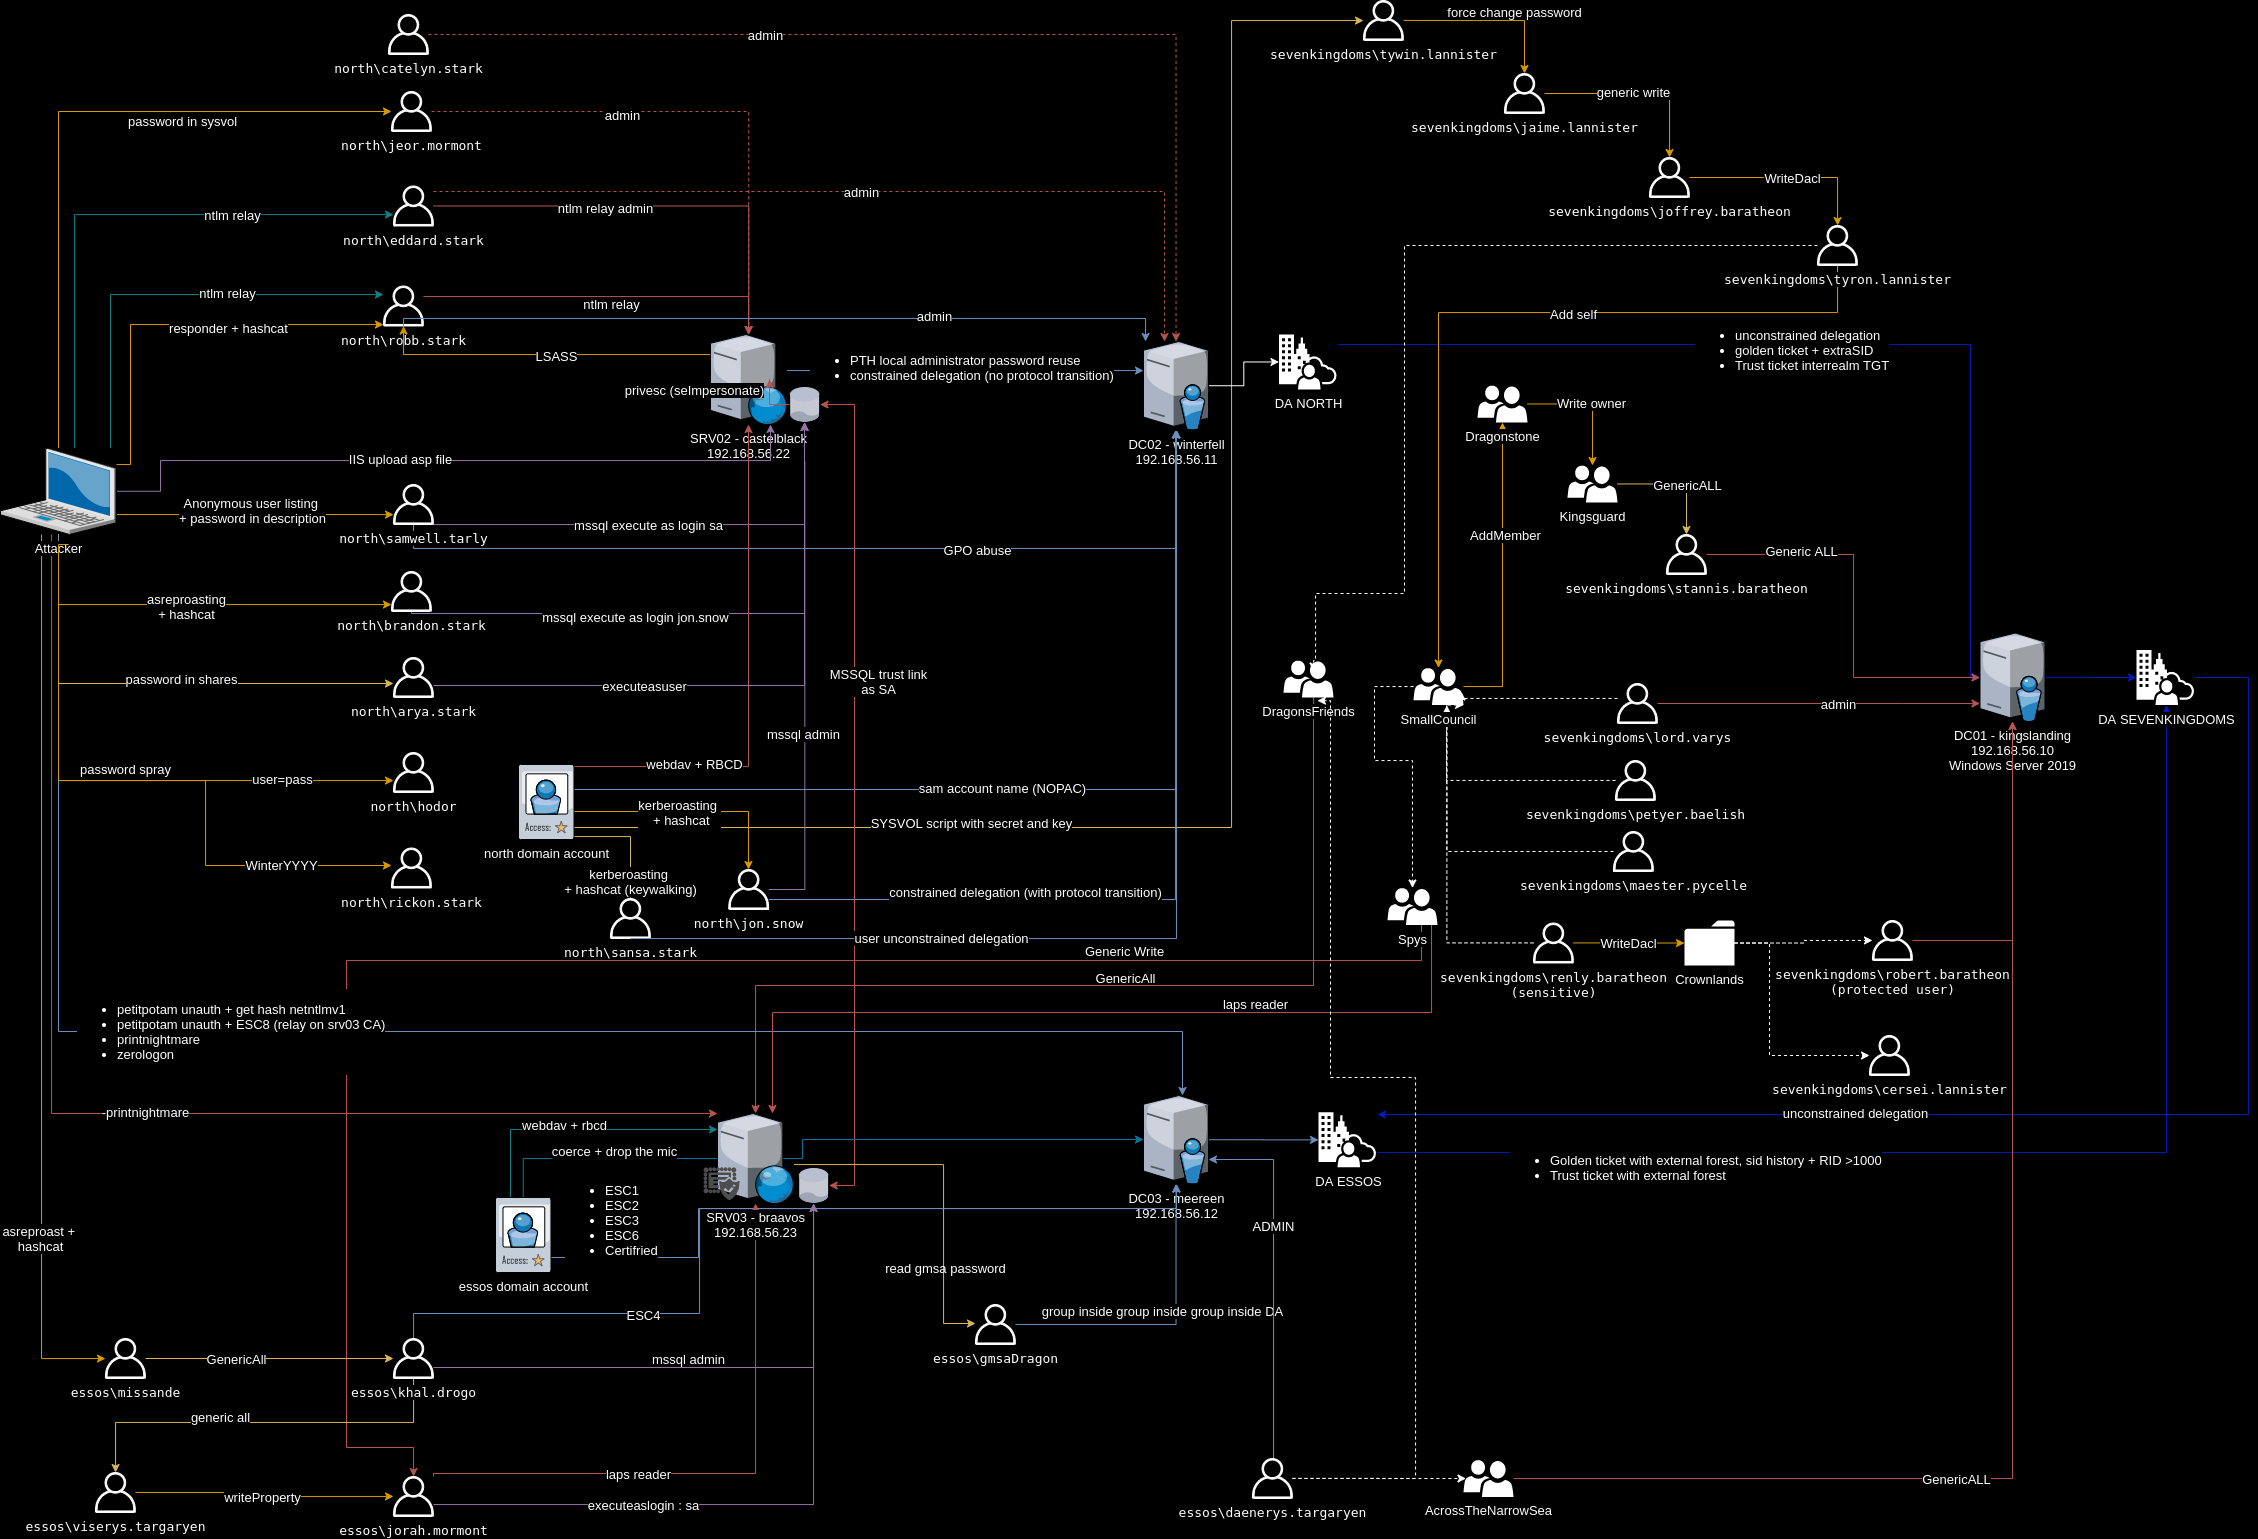 force change password
admin
sevenkingdoms\tywin.lannister
north\catelyn.stark
generic write
password in sysvol
admin
sevenkingdoms\jaime.lannister
north\jeor.mormont
WriteDacl
admin
ntlm relay
ntlm relay admin
sevenkingdoms\joffrey.baratheon
north\eddard.stark
sevenkingdoms\tyron.lannister
ntlm relay
ntlm relay
Add self
admin
responder + hashcat
north\robb.stark
LSASS
• unconstrained delegation
• golden ticket + extraSID
• Trust ticket interrealm TGT
• PTH local administrator password reuse
• constrained delegation (no protocol transition)
privesc (seImpersonate)
DA NORTH
Write owner
Dragonstone
SRV02 - castelblack
192.168.56.22
DC02 - winterfell
192.168.56.11
IIS upload asp file
GenericALL
Anonymous user listing
+ password in description
Kingsguard
mssql execute as login sa
north\samwell.tarly
AddMember
Attacker
GPO abuse
Generic ALL
sevenkingdoms\stannis.baratheon
asreproasting
+ hashcat
mssql execute as login jon.snow
north\brandon.stark
password in shares
executeasuser
MSSQL trust link
as SA
north\arya.stark
DragonsFriends
SmallCouncil
admin
DA SEVENKINGDOMS
sevenkingdoms\lord.varys
mssql admin
DC01 - kingslanding
192.168.56.10
Windows Server 2019
password spray
user=pass
webdav + RBCD
sam account name (NOPAC)
north\hodor
kerberoasting
+ hashcat
SYSVOL script with secret and key
sevenkingdoms\petyer.baelish
north domain account
WinterYYYY
kerberoasting
+ hashcat (keywalking)
constrained delegation (with protocol transition)
sevenkingdoms\maester.pycelle
north\rickon.stark
north\jon.snow
user unconstrained delegation
Spys
WriteDacl
north\sansa.stark
Generic Write
GenericAll
sevenkingdoms\renly.baratheon
(sensitive)
Crownlands
sevenkingdoms\robert.baratheon
(protected user)
laps reader
• petitpotam unauth + get hash netntlmv1
• petitpotam unauth + ESC8 (relay on srv03 CA)
• printnightmare
• zerologon
sevenkingdoms\cersei.lannister
-printnightmare
unconstrained delegation
webdav + rbcd
coerce + drop the mic
• Golden ticket with external forest, sid history + RID >1000
• Trust ticket with external forest
DA ESSOS
• ESC1
• ESC2
• ESC3
• ESC6
• Certifried
Access:
Access:
DC03 - meereen
192.168.56.12
SRV03 - braavos
192.168.56.23
ADMIN
asreproast +
hashcat
essos domain account
read gmsa password
ESC4
group inside group inside group inside DA
GenericAll
mssql admin
essos\gmsaDragon
essos\missande
essos\khal.drogo
generic all
laps reader
GenericALL
writeProperty
executeaslogin : sa
essos\daenerys.targaryen
AcrossTheNarrowSea
essos\viserys.targaryen
essos\jorah.mormont